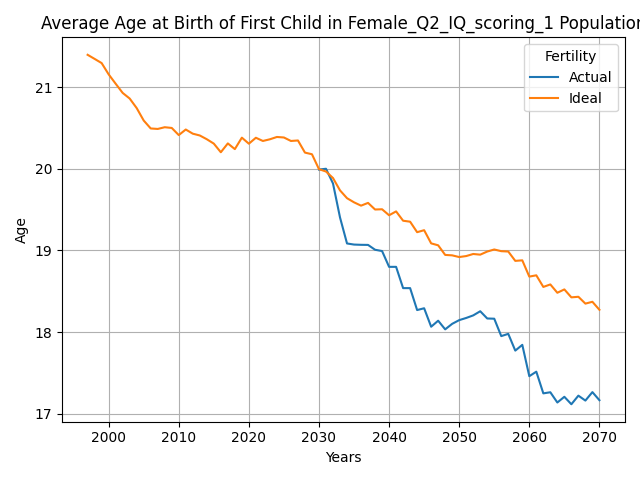 Average Age at Birth of First Child in Female_Q2_IQ_scoring_1 Population
Fertility
Actual
Ideal
21
20
19
18
17
Age
2000
2010
2020
2030
2040
2050
2060
2070
Years